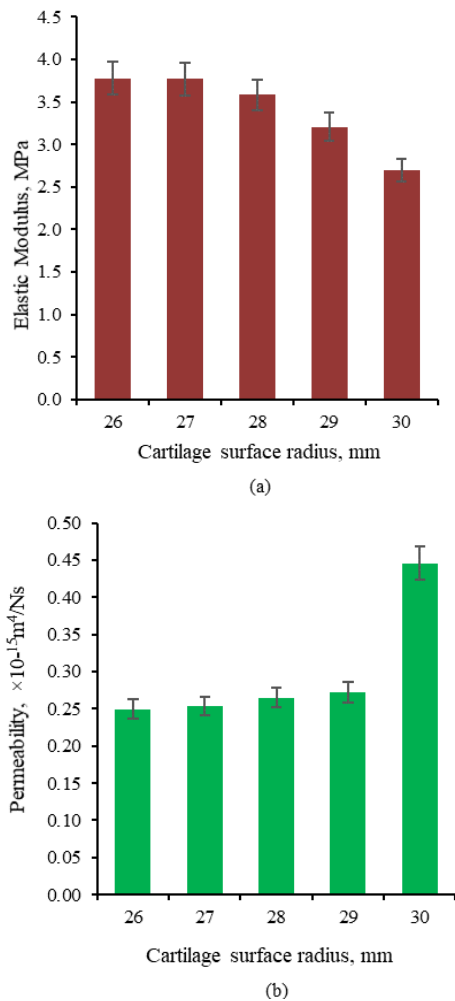 4.5
4.0
3.5
3.0
2.5
2.0
1.5
1.0
0.5
0.0
Elastic Modulus, MPa
26 27 28 29 30
Cartilage surface radius, mm
(a)
0.50
0.45
0.40
0.35
0.30
0.25
0.20
0.15
0.10
0.05
0.00
Permeability, ×10-¹⁵m⁴/Ns
26 27 28 29 30
Cartilage surface radius, mm
(b)